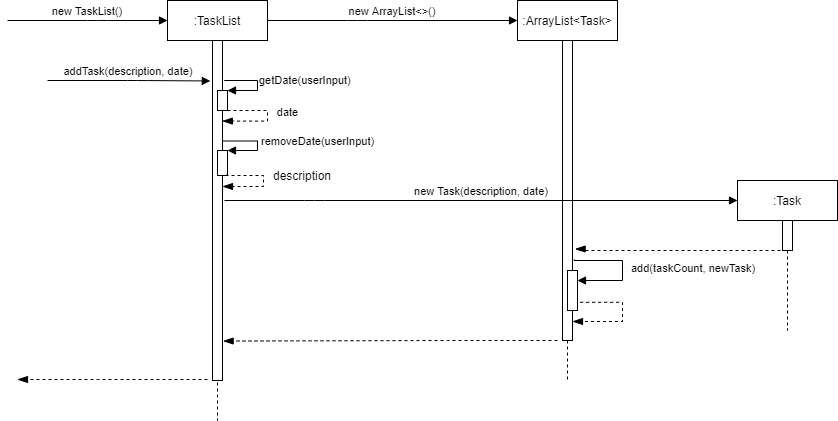 new TaskList()
:TaskList
new ArrayList<>()
:ArrayList<Task>
addTask(description, date)
getDate(userInput)
date
removeDate(userInput)
description
new Task(description, date)
:Task
add(taskCount, newTask)